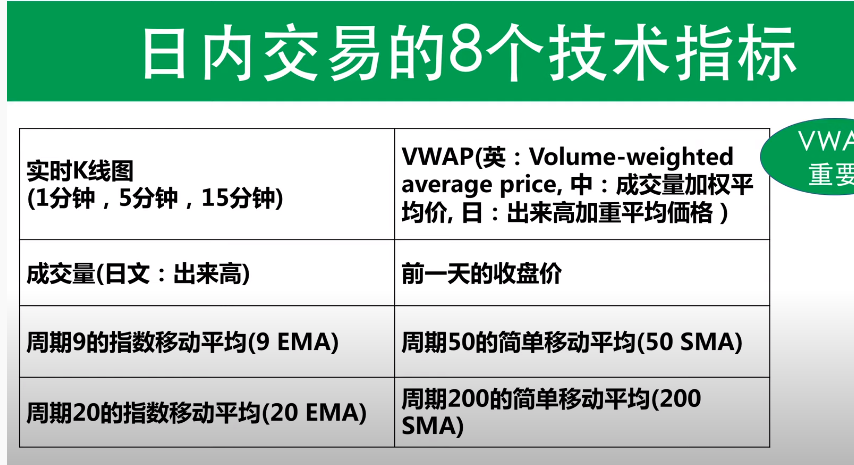 日内交易的8个技术指标
实时K线图
(1分钟，5分钟，15分钟)
VWAP(英：Volume-weighted
average price, 中：成交量加权平
均价, 日：出来高加重平均価格 )
VWA
重要
成交量(日文：出来高)
前一天的收盘价
周期9的指数移动平均(9 EMA)
周期50的简单移动平均(50 SMA)
周期20的指数移动平均(20 EMA)
周期200的简单移动平均(200
SMA)